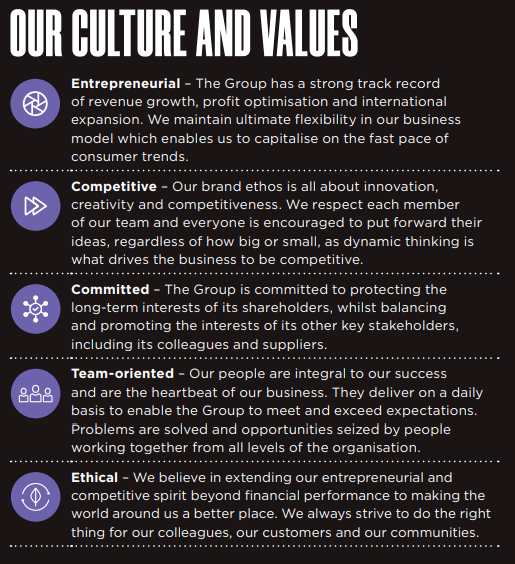 OUR CULTURE AND VALUES
Entrepreneurial – The Group has a strong track record
of revenue growth, profit optimisation and international
expansion. We maintain ultimate flexibility in our business
model which enables us to capitalise on the fast pace of
consumer trends.
Competitive – Our brand ethos is all about innovation,
creativity and competitiveness. We respect each member
of our team and everyone is encouraged to put forward their
ideas, regardless of how big or small, as dynamic thinking is
what drives the business to be competitive.
Committed – The Group is committed to protecting the
long-term interests of its shareholders, whilst balancing
and promoting the interests of its other key stakeholders,
including its colleagues and suppliers.
Team-oriented – Our people are integral to our success
and are the heartbeat of our business. They deliver on a daily
basis to enable the Group to meet and exceed expectations.
Problems are solved and opportunities seized by people
working together from all levels of the organisation.
Ethical – We believe in extending our entrepreneurial and
competitive spirit beyond financial performance to making the
world around us a better place. We always strive to do the right
thing for our colleagues, our customers and our communities.